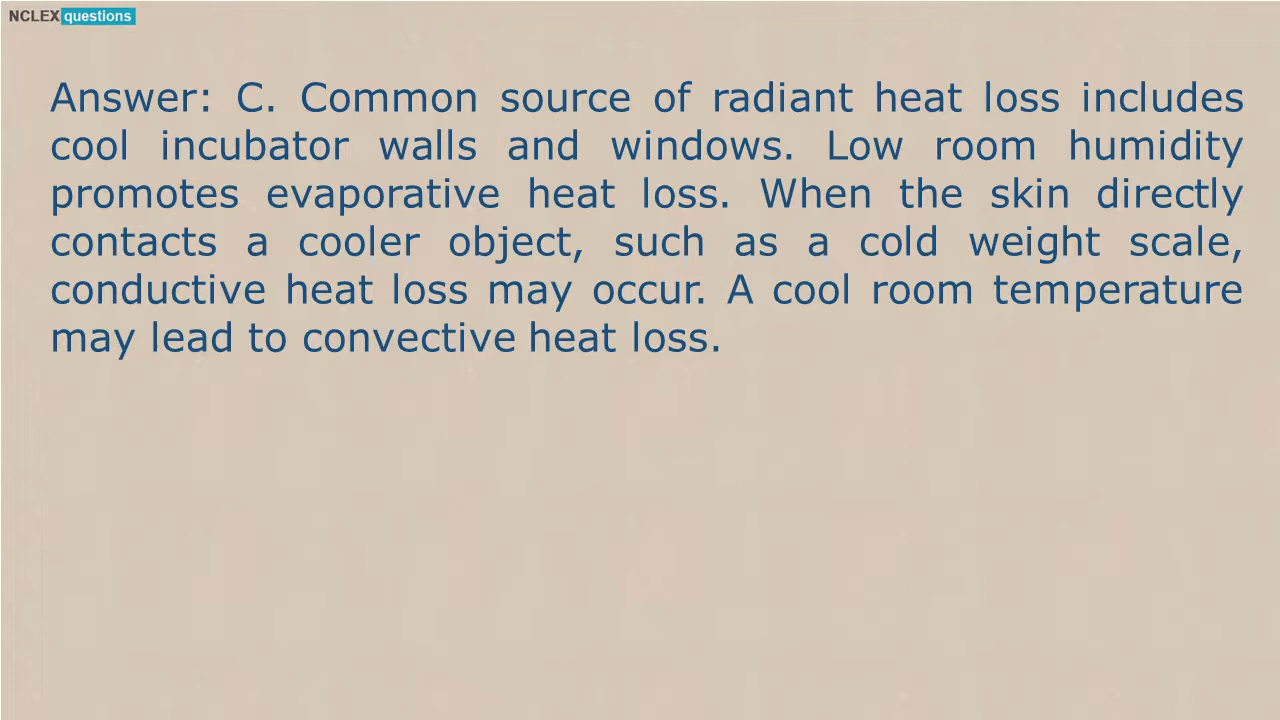 NCLEX questions
Answer: C. Common source of radiant heat loss includes
cool incubator walls and windows. Low room humidity
promotes evaporative heat loss. When the skin directly
contacts a cooler object, such as a cold weight scale,
conductive heat loss may occur. A cool room temperature
may lead to convective heat loss.